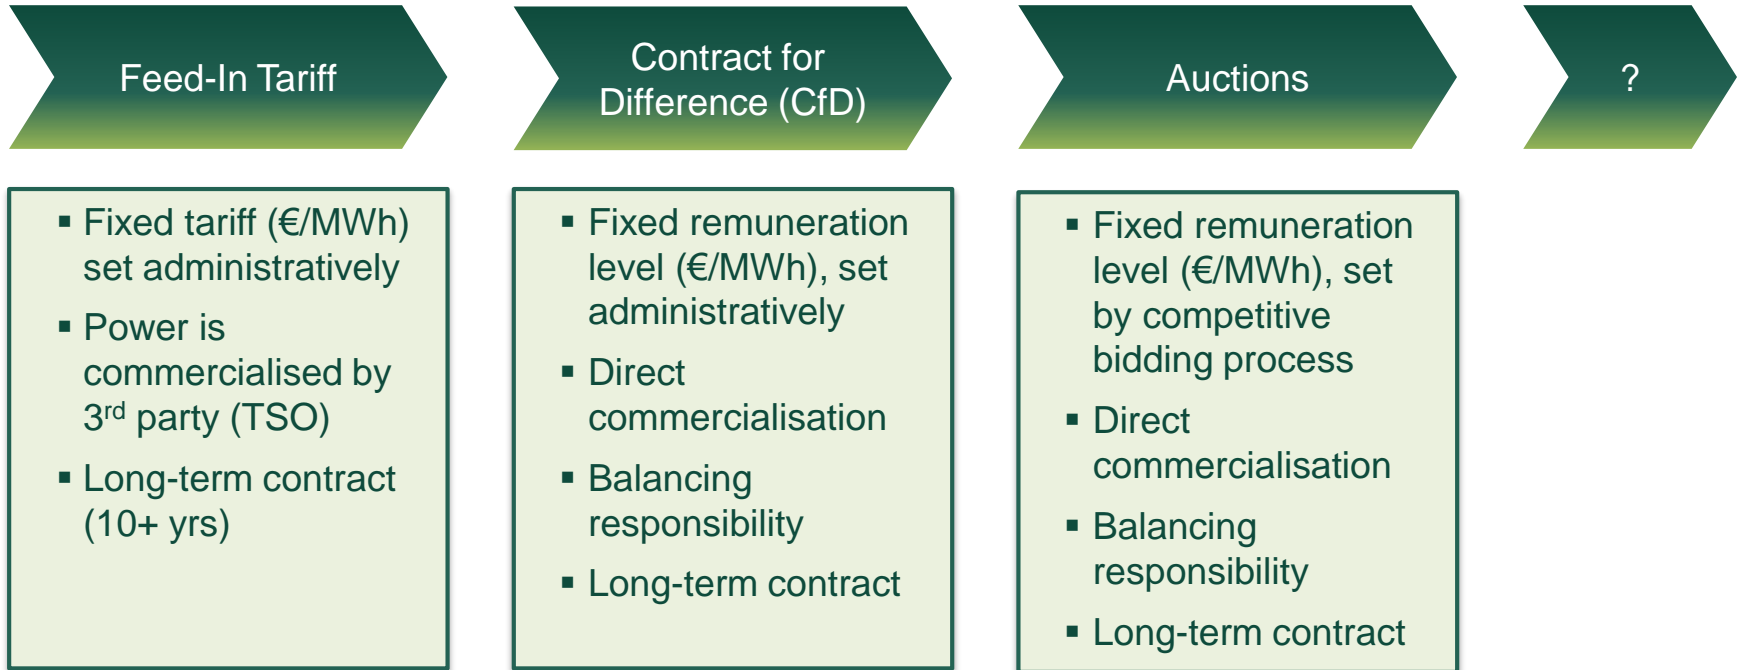 Feed-In Tariff
Contract for
Difference (CfD)
Auctions
?
▪ Fixed tariff (€/MWh)
set administratively
▪ Power is
commercialised by
3rd party (TSO)
▪ Long-term contract
(10+ yrs)
▪ Fixed remuneration
level (€/MWh), set
administratively
▪ Direct
commercialisation
▪ Balancing
responsibility
▪ Long-term contract
▪ Fixed remuneration
level (€/MWh), set
by competitive
bidding process
▪ Direct
commercialisation
▪ Balancing
responsibility
▪ Long-term contract